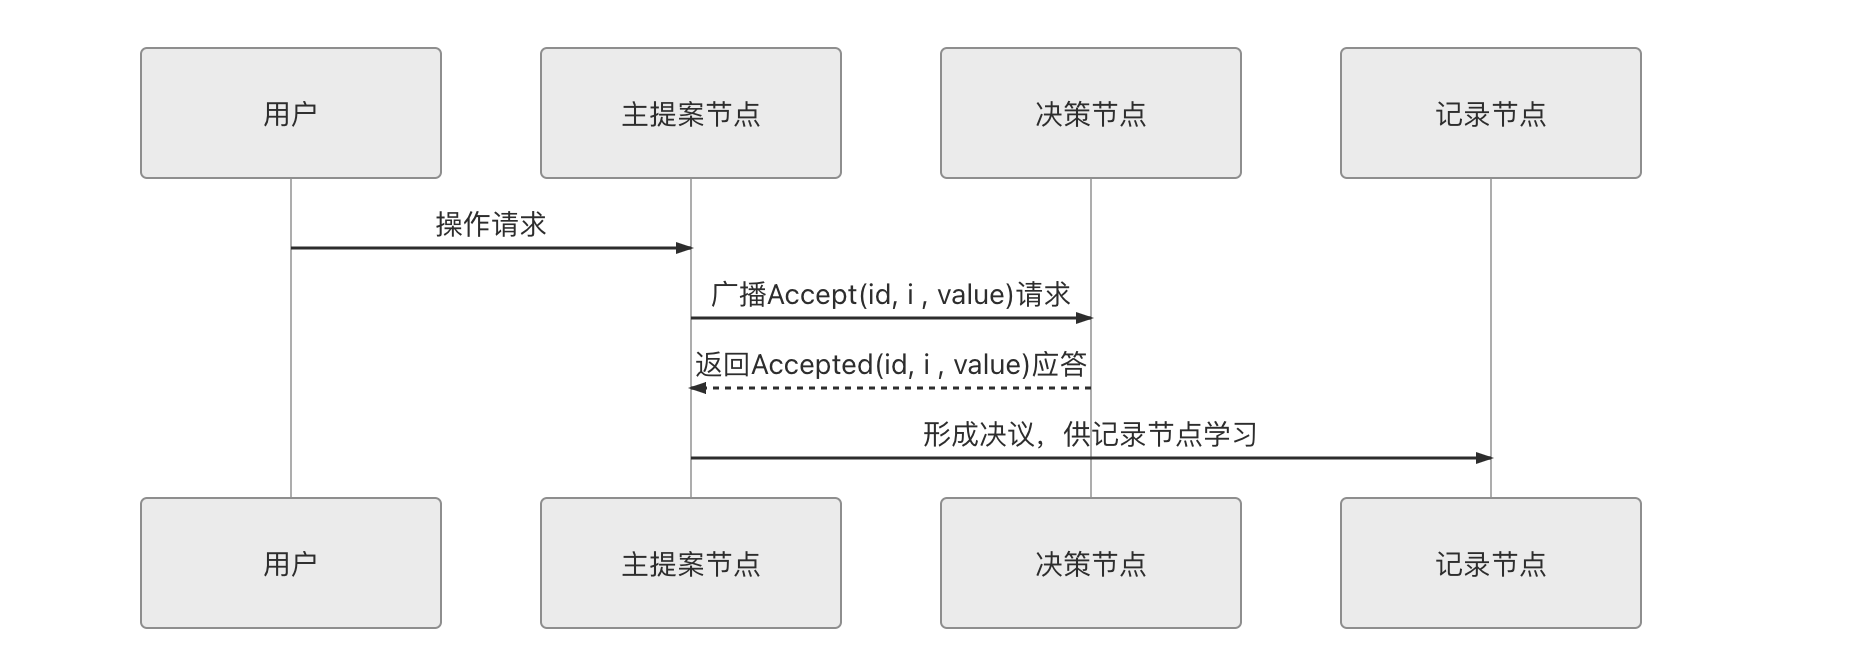 用户
主提案节点
决策节点
记录节点
操作请求
广播Accept(id, i , value)请求
返回Accepted(id, i , value)应答
形成决议，供记录节点学习
用户
主提案节点
决策节点
记录节点